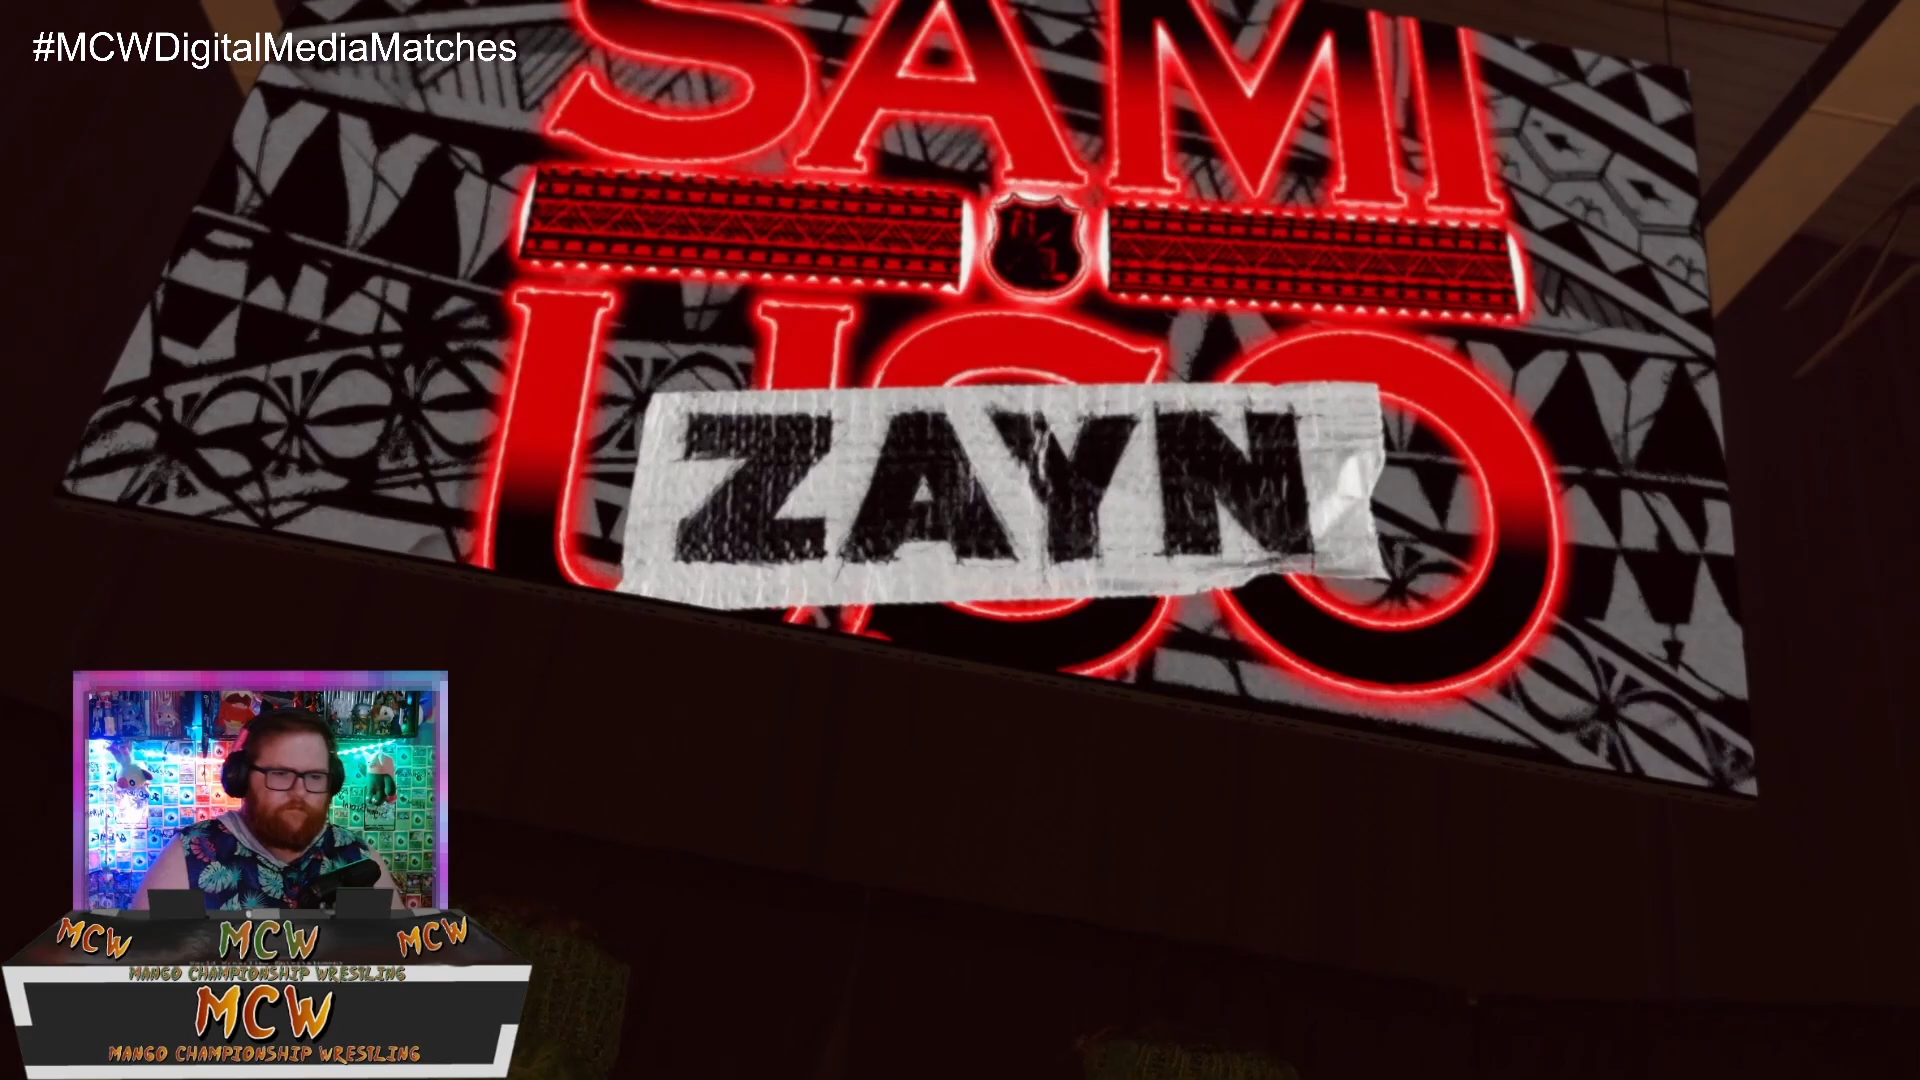 #MCWDigitalMediaMatches
SAMI
USO
ZAYN
MCW MCW MCW
MANGO CHAMPIONSHIP WRESTLING
MCW
MANGO CHAMPIONSHIP WRESTLING